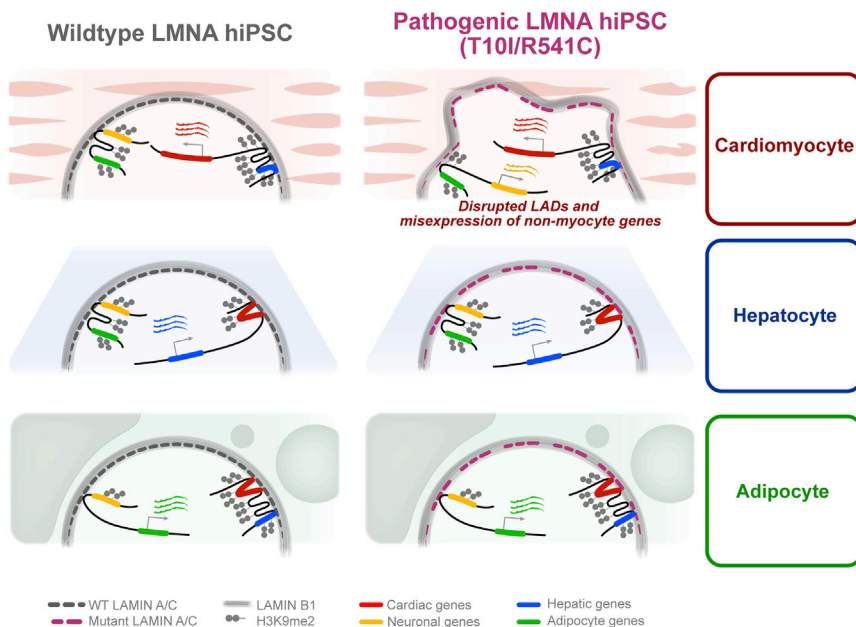 Wildtype LMNA hiPSC
Pathogenic LMNA hiPSC
(T10I/R541C)
Cardiomyocyte
Disrupted LADs and
misexpression of non-myocyte genes
Hepatocyte
Adipocyte
WT LAMIN A/C
LAMIN B1
Cardiac genes
Hepatic genes
Mutant LAMIN A/C
H3K9me2
Neuronal genes
Adipocyte genes